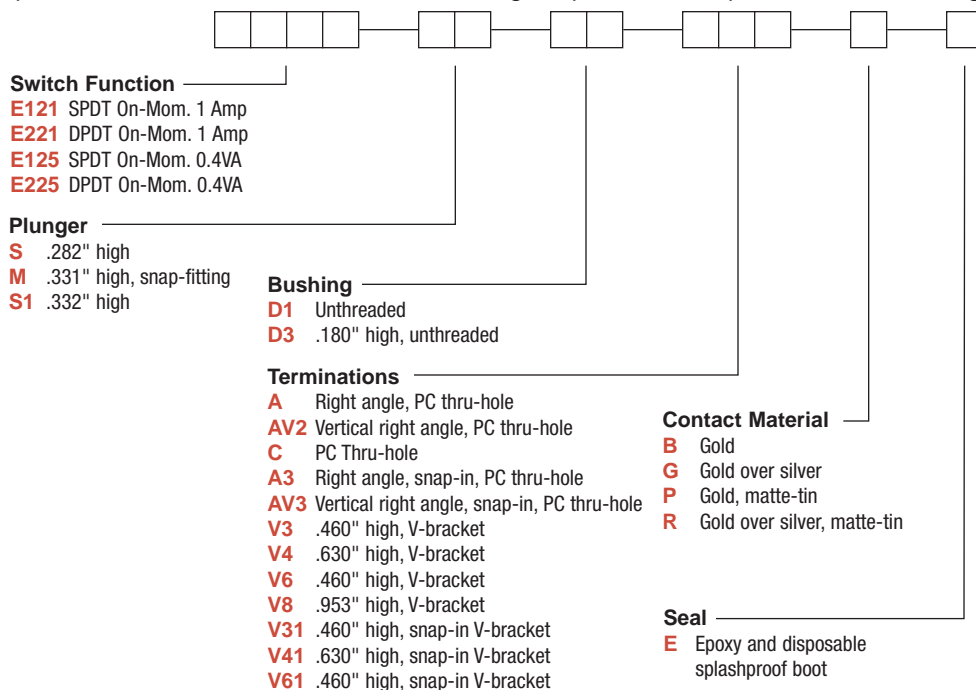 Switch Function
E121 SPDT On-Mom. 1 Amp
E221 DPDT On-Mom. 1 Amp
E125 SPDT On-Mom. 0.4VA
E225 DPDT On-Mom. 0.4VA
Plunger
S .282" high
M .331" high, snap-fitting
S1 .332" high
Bushing
D1 Unthreaded
D3 .180" high, unthreaded
Terminations
A Right angle, PC thru-hole
AV2 Vertical right angle, PC thru-hole
C PC Thru-hole
A3 Right angle, snap-in, PC thru-hole
AV3 Vertical right angle, snap-in, PC thru-hole
V3 .460" high, V-bracket
V4 .630" high, V-bracket
V6 .460" high, V-bracket
V8 .953" high, V-bracket
V31 .460" high, snap-in V-bracket
V41 .630" high, snap-in V-bracket
V61 .460" high, snap-in V-bracket
Contact Material
B Gold
G Gold over silver
P Gold, matte-tin
R Gold over silver, matte-tin
Seal
E Epoxy and disposable
splashproof boot